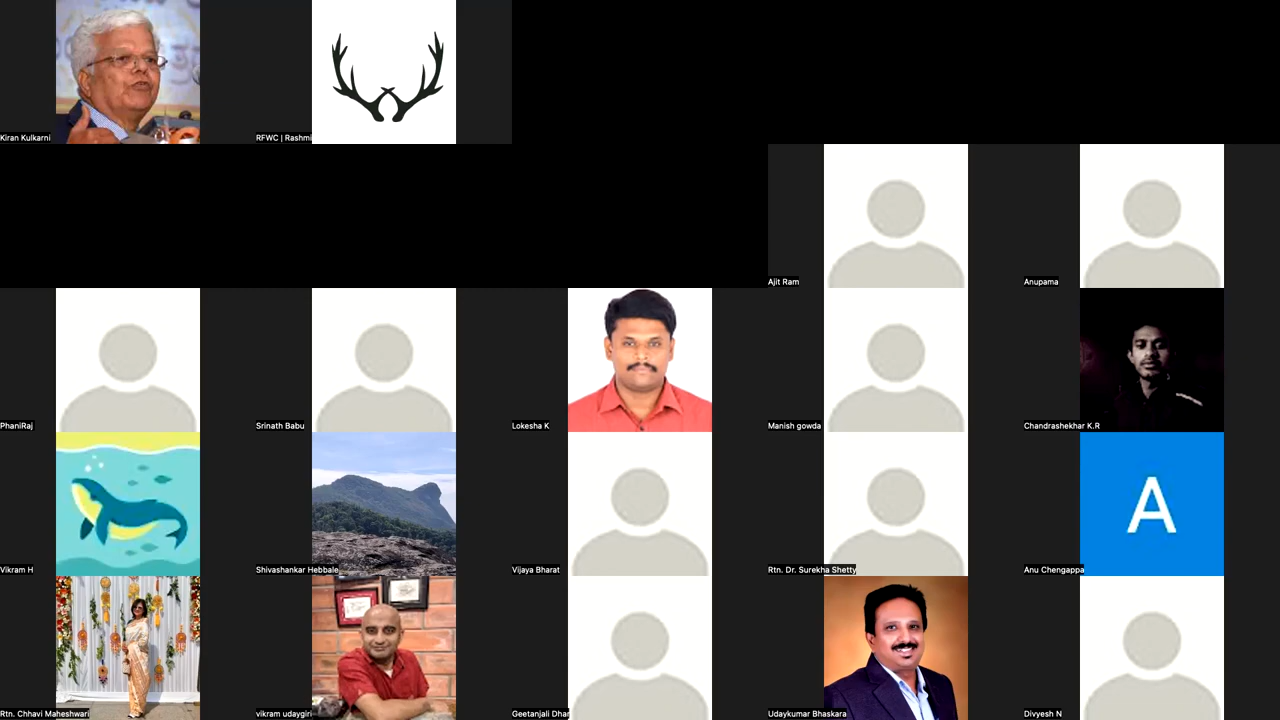 Kiran Kulkarni
RFWC | Rashmi
Ajit Ram
Anupama
PhaniRaj
Srinath Babu
Lokesha K
Manish gowda
Chandrashekhar K.R
Vikram H
Shivashankar Hebbale
Vijaya Bharat
Rtn. Dr. Surekha Shetty
A
Anu Chengappa
Rtn. Chhavi Maheshwari
vikram udaygiri
Geetanjali Dhar
Udaykumar Bhaskara
Divyesh N